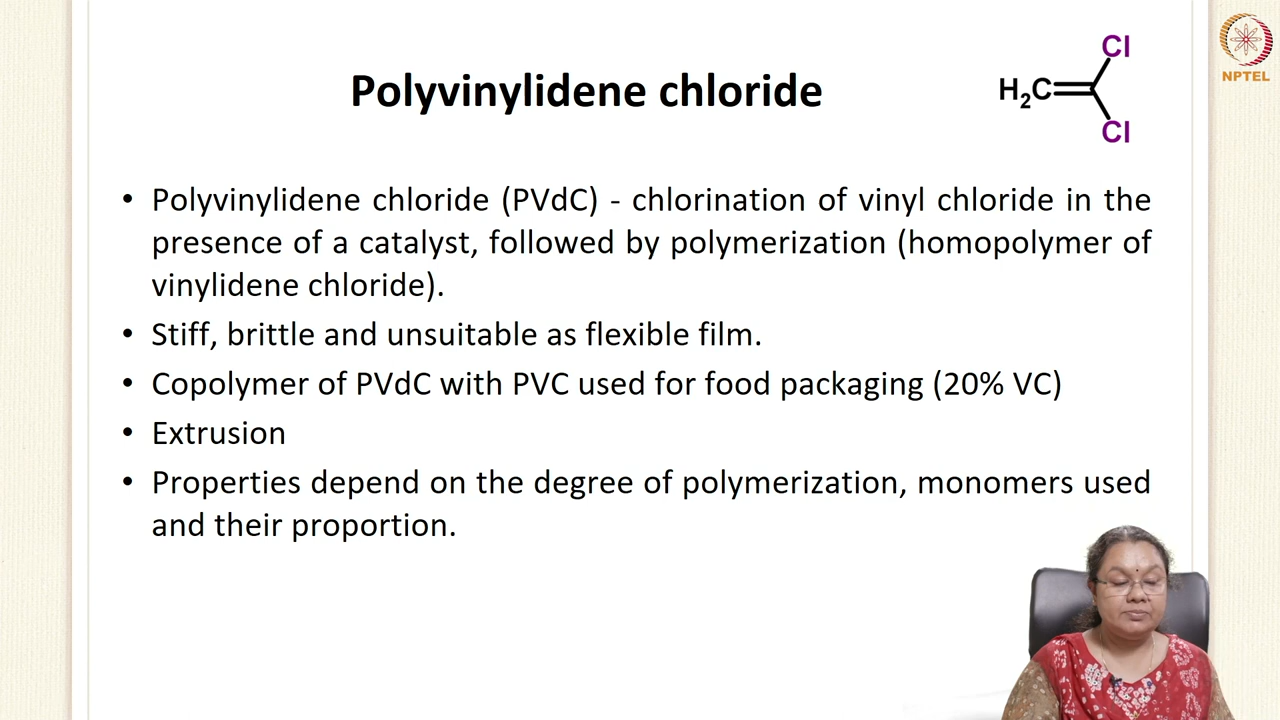 Polyvinylidene chloride
Cl
H₂C
Cl
NPTEL
• Polyvinylidene chloride (PVdC) - chlorination of vinyl chloride in the
presence of a catalyst, followed by polymerization (homopolymer of
vinylidene chloride).
• Stiff, brittle and unsuitable as flexible film.
• Copolymer of PVdC with PVC used for food packaging (20% VC)
• Extrusion
• Properties depend on the degree of polymerization, monomers used
and their proportion.